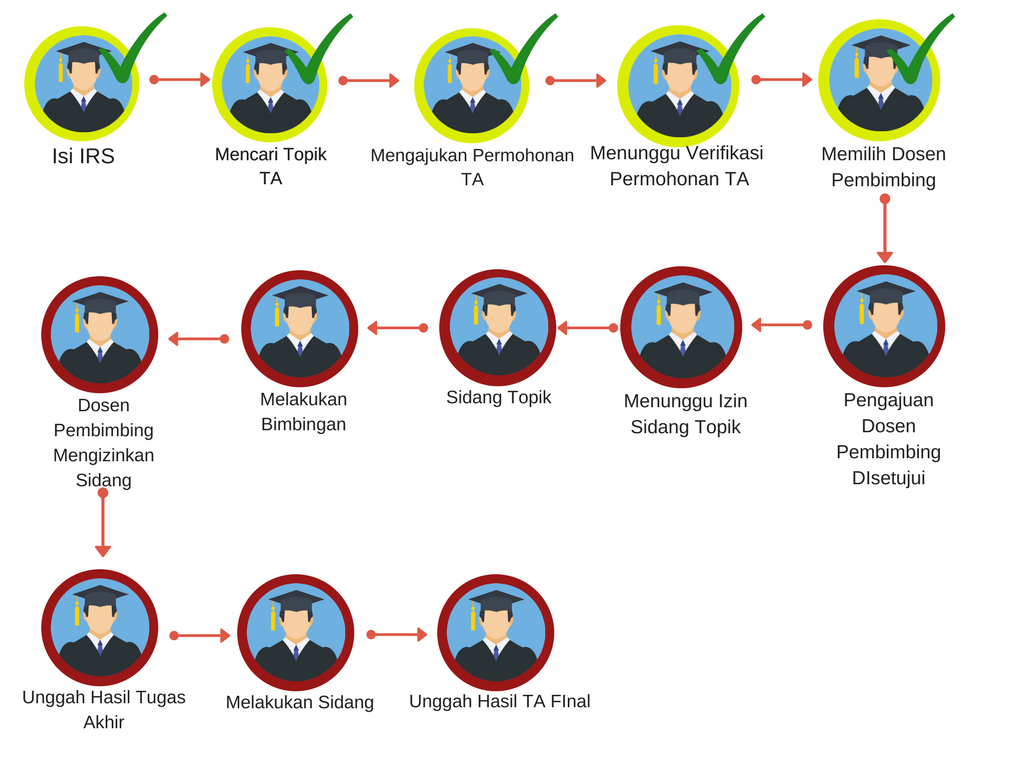 Isi IRS
Mencari Topik
TA
Mengajukan Permohonan
TA
Menunggu Verifikasi
Permohonan TA
Memilih Dosen
Pembimbing
Pengajuan
Dosen
Pembimbing
DIsetujui
Menunggu Izin
Sidang Topik
Sidang Topik
Melakukan
Bimbingan
Dosen
Pembimbing
Mengizinkan
Sidang
Unggah Hasil Tugas
Akhir
Melakukan Sidang
Unggah Hasil TA FInal